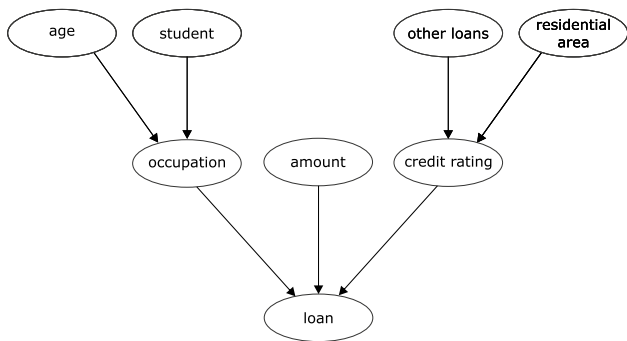 age
student
other loans
residential
area
occupation
amount
credit rating
loan